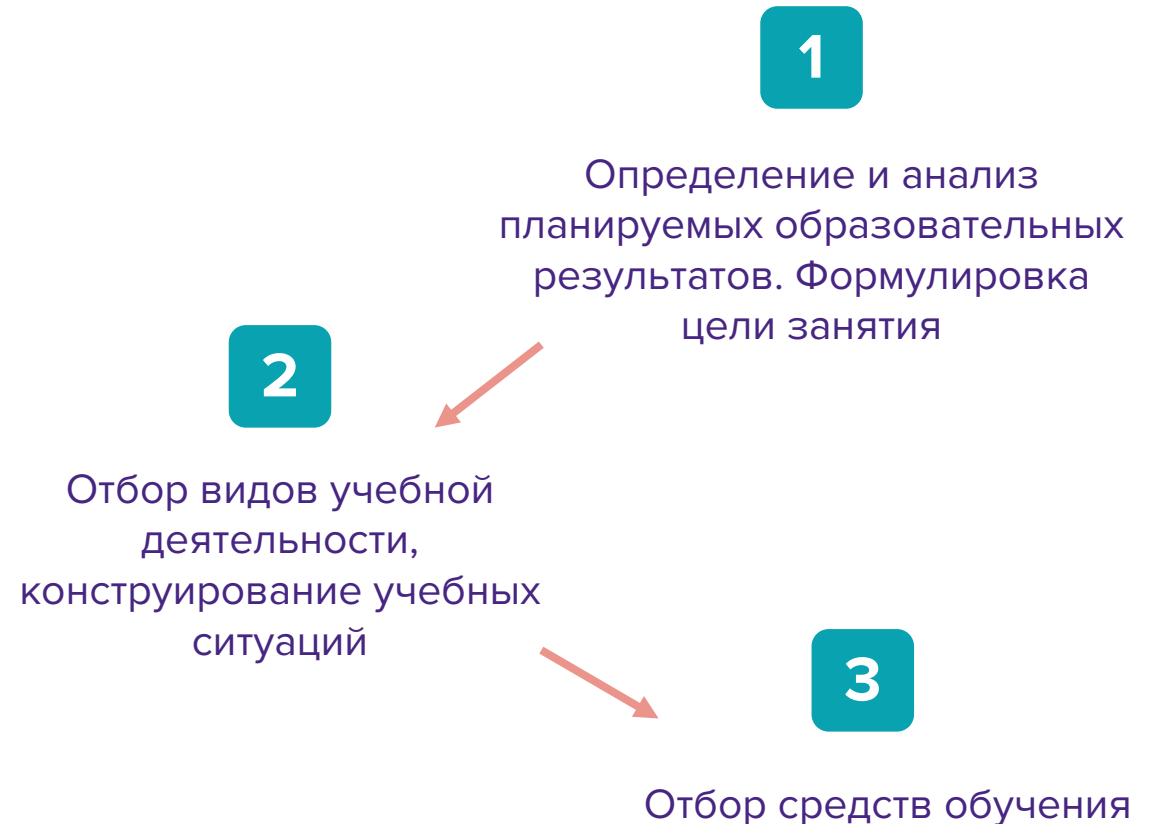 1
Определение и анализ
планируемых образовательных
результатов. Формулировка
цели занятия
2
Отбор видов учебной
деятельности,
конструирование учебных
ситуаций
3
Отбор средств обучения